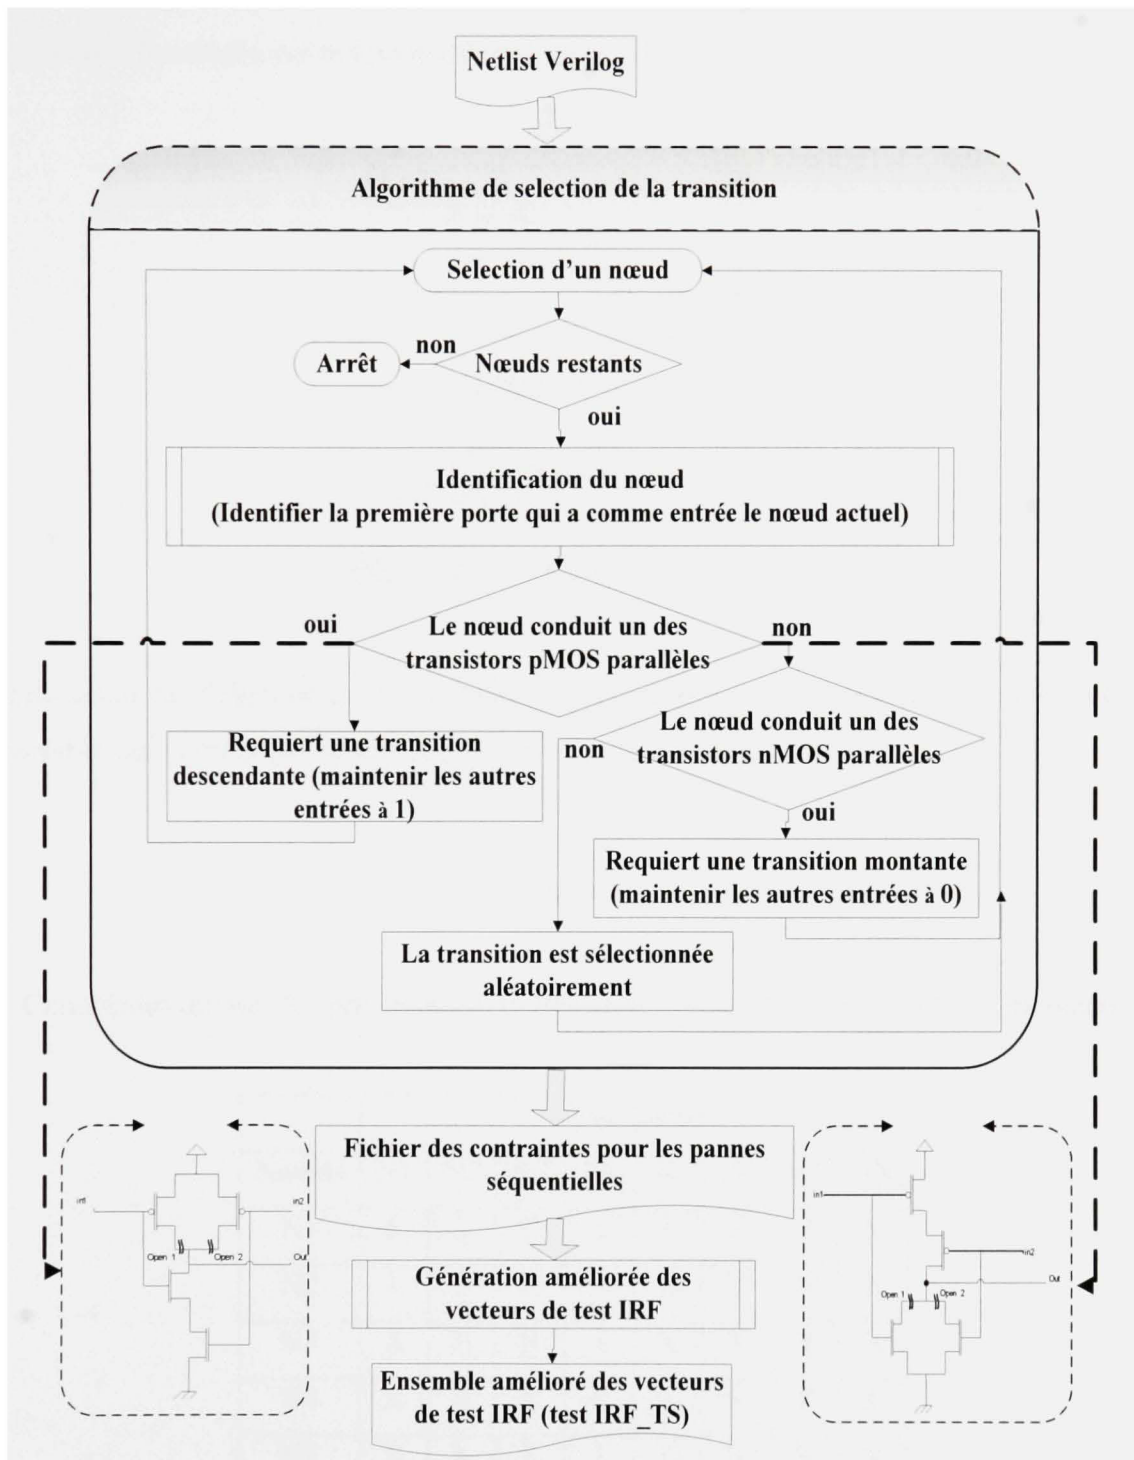 Netlist Verilog
Algorithme de selection de la transition
Selection d'un nœud
Arrêt
non
Nœuds restants
oui
Identification du nœud
(Identifier la première porte qui a comme entrée le nœud actuel)
oui
Le nœud conduit un des
transistors pMOS parallèles
non
Requiert une transition
descendante (maintenir les autres
entrées à 1)
non
Le nœud conduit un des
transistors nMOS parallèles
oui
Requiert une transition montante
(maintenir les autres entrées à 0)
La transition est sélectionnée
aléatoirement
Fichier des contraintes pour les pannes
séquentielles
in1
in2
Open 1
Open 2
Out
in1
in2
Out
Open 1
Open 2
Génération améliorée des
vecteurs de test IRF
Ensemble amélioré des vecteurs
de test IRF (test IRF_TS)